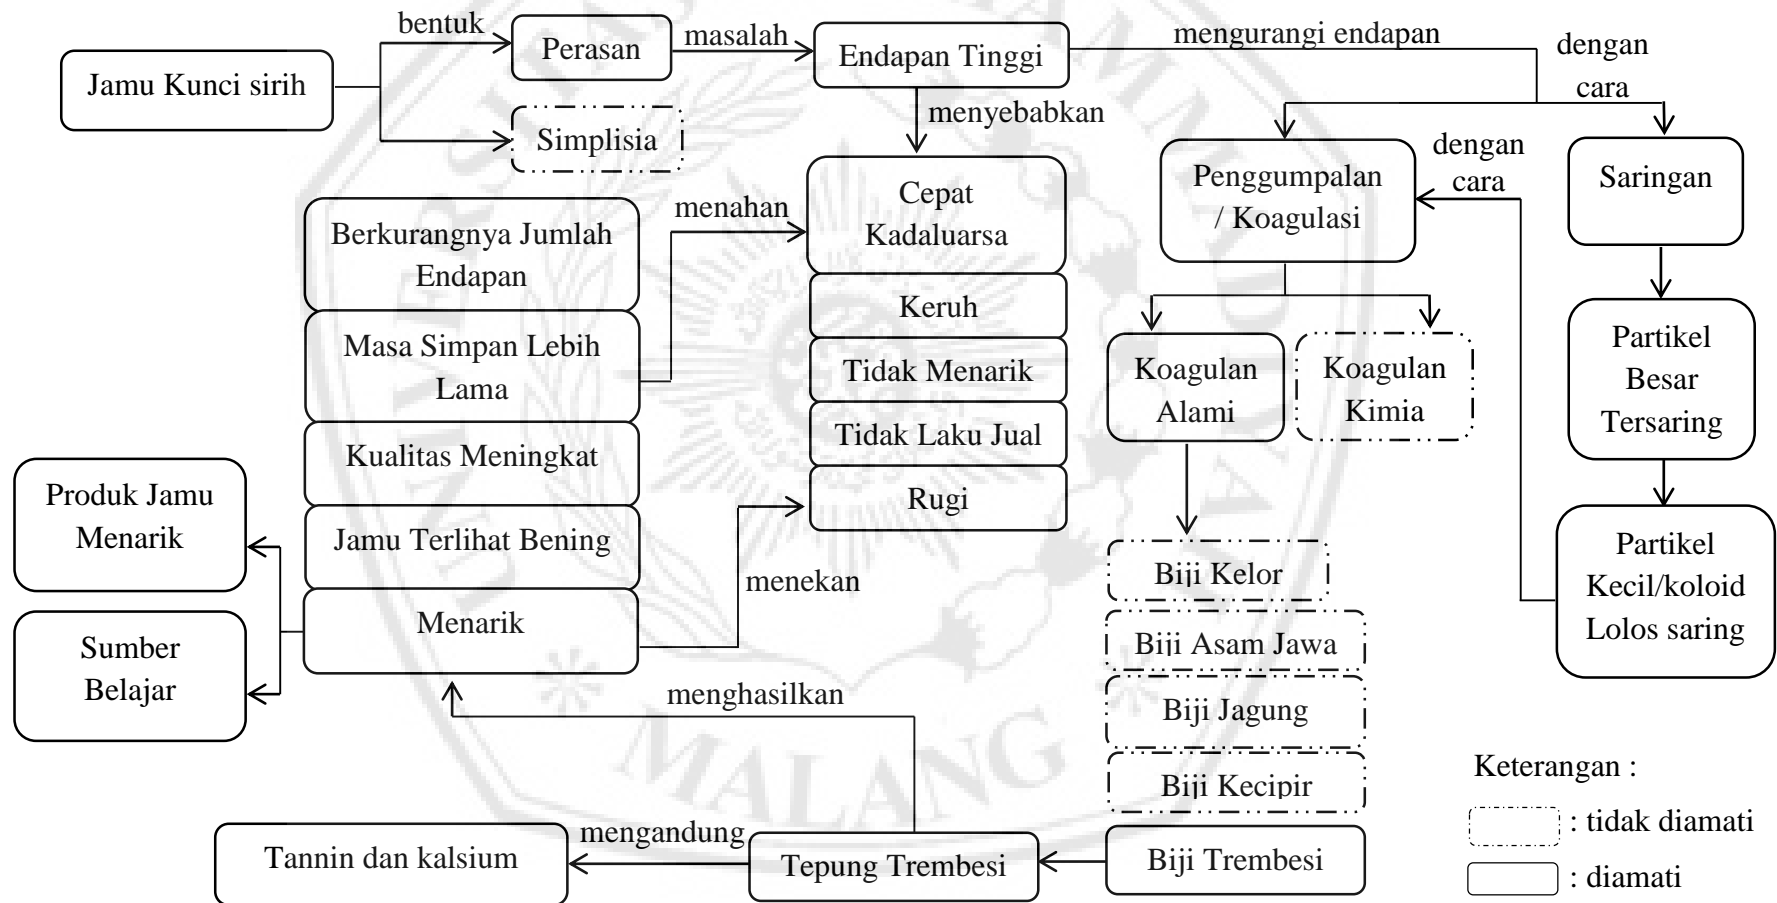 bentuk
Jamu Kunci sirih
Perasan
masalah
Endapan Tinggi
mengurangi endapan
dengan
cara
Simplisia
menyebabkan
Cepat
Kadaluarsa
Keruh
Tidak Menarik
Tidak Laku Jual
Rugi
Penggumpalan
/ Koagulasi
dengan
cara
Saringan
Partikel
Besar
Tersaring
Partikel
Kecil/koloid
Lolos saring
Koagulan
Alami
Koagulan
Kimia
Biji Kelor
Biji Asam Jawa
Biji Jagung
Biji Kecipir
Biji Trembesi
Tepung Trembesi
mengandung
Tannin dan kalsium
menghasilkan
Berkurangnya Jumlah
Endapan
Masa Simpan Lebih
Lama
Kualitas Meningkat
Jamu Terlihat Bening
Menarik
menahan
menekan
Produk Jamu
Menarik
Sumber
Belajar
Keterangan :
: tidak diamati
: diamati
MALANG